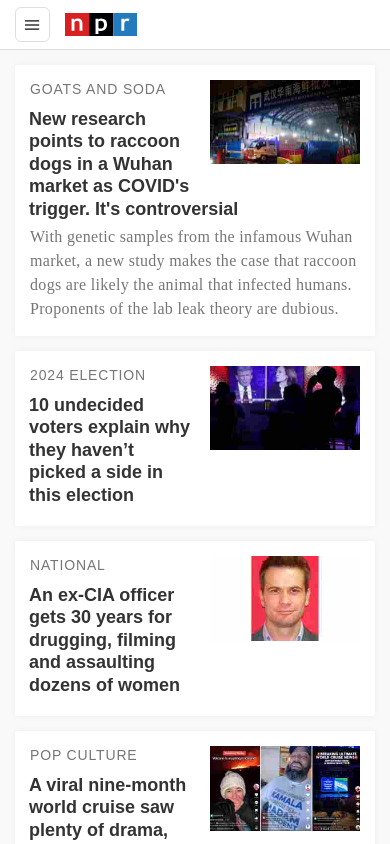 npr
GOATS AND SODA
New research
points to raccoon
dogs in a Wuhan
market as COVID's
trigger. It's controversial
With genetic samples from the infamous Wuhan
market, a new study makes the case that raccoon
dogs are likely the animal that infected humans.
Proponents of the lab leak theory are dubious.
2024 ELECTION
10 undecided
voters explain why
they haven’t
picked a side in
this election
NATIONAL
An ex-CIA officer
gets 30 years for
drugging, filming
and assaulting
dozens of women
POP CULTURE
A viral nine-month
world cruise saw
plenty of drama,